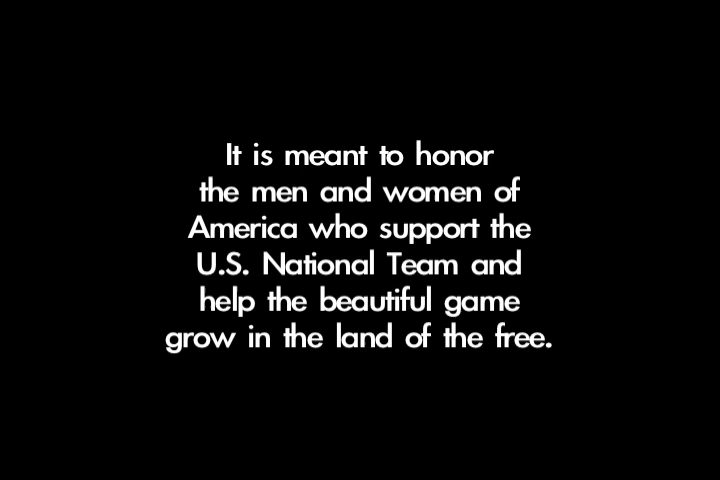 It is meant to honor
the men and women of
America who support the
U.S. National Team and
help the beautiful game
grow in the land of the free.